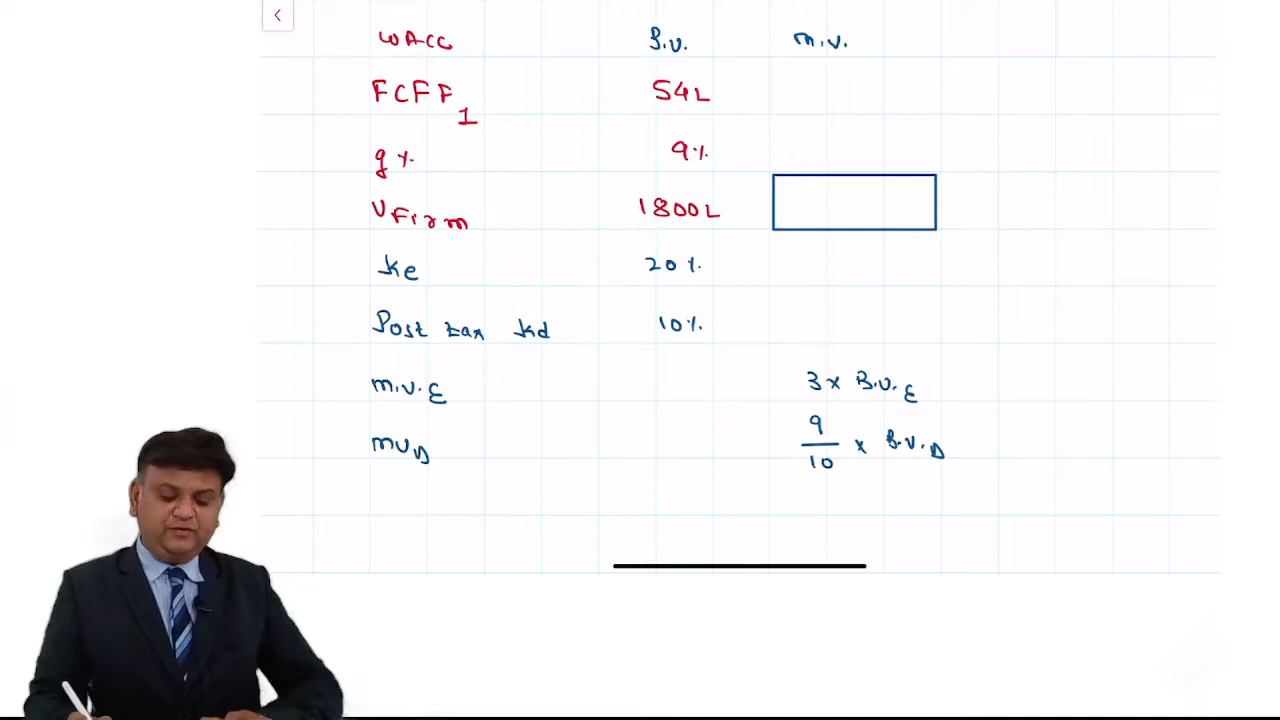 WACC B.V. M.V.
FCFF1 54L
g% 9%
VFirm 1800L
Ke 20%
Post tax Kd 10%
M.V.E 3 x B.V.E
MVD 9/10 x B.V.D